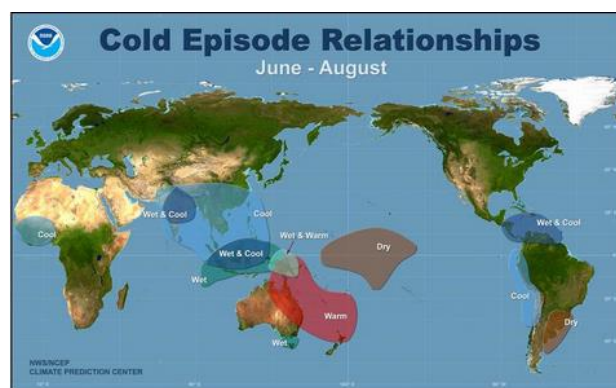 Cold Episode Relationships
June - August
Cool
Wet & Cool
Cool
Wet & Warm
Wet & Cool
Wet
Dry
Warm
Wet
Wet & Cool
Cool
Dry
NWS/NCEP
CLIMATE PREDICTION CENTER